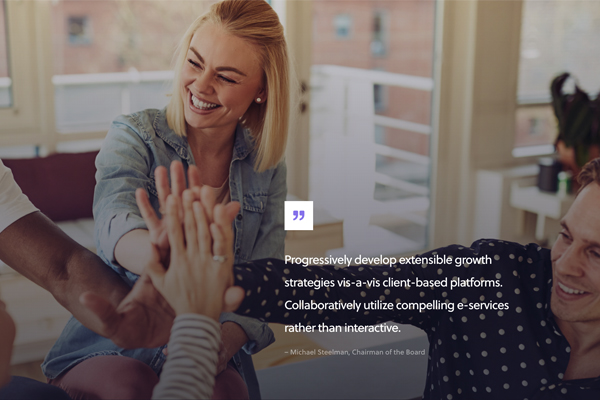 ”
Progressively develop extensible growth
strategies vis-a-vis client-based platforms.
Collaboratively utilize compelling e-services
rather than interactive.
– Michael Steelman, Chairman of the Board